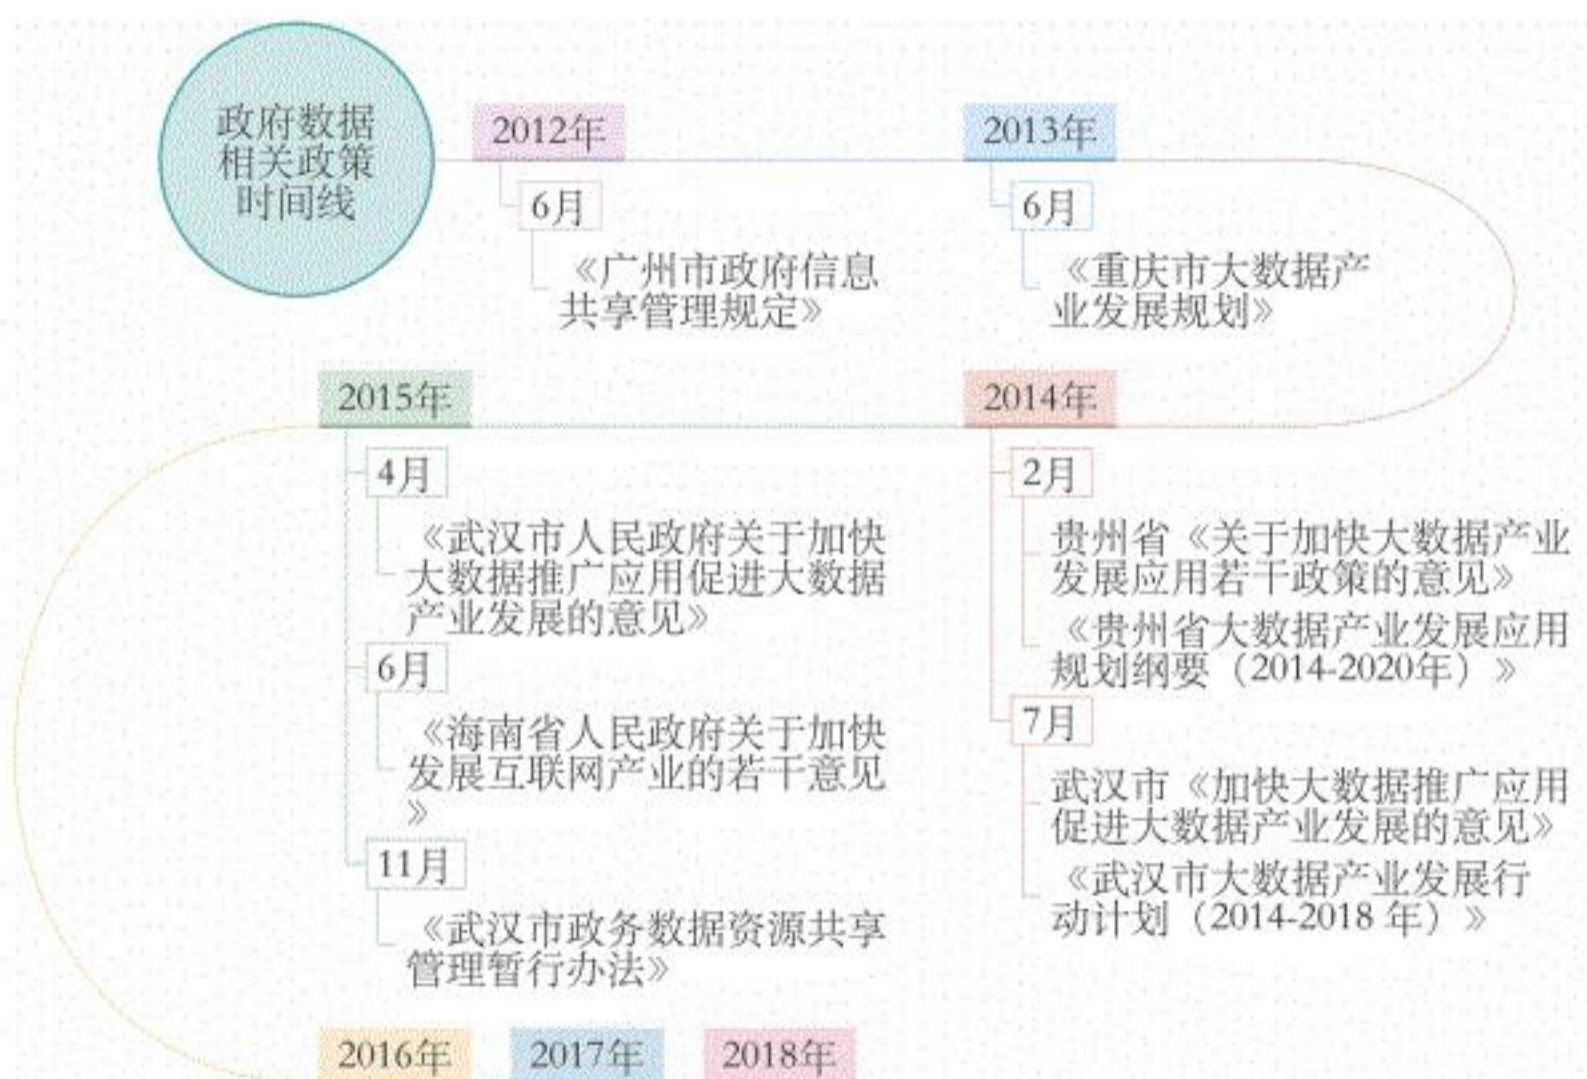 政府数据
相关政策
时间线
2012年
6月
《广州市政府信息
共享管理规定》
2013年
6月
《重庆市大数据产
业发展规划》
2014年
2月
贵州省《关于加快大数据产业
发展应用若干政策的意见》
《贵州省大数据产业发展应用
规划纲要（2014-2020年）》
7月
武汉市《加快大数据推广应用
促进大数据产业发展的意见》
《武汉市大数据产业发展行
动计划（2014-2018 年）》
2015年
4月
《武汉市人民政府关于加快
大数据推广应用促进大数据
产业发展的意见》
6月
《海南省人民政府关于加快
发展互联网产业的若干意见
》
11月
《武汉市政务数据资源共享
管理暂行办法》
2016年
2017年
2018年